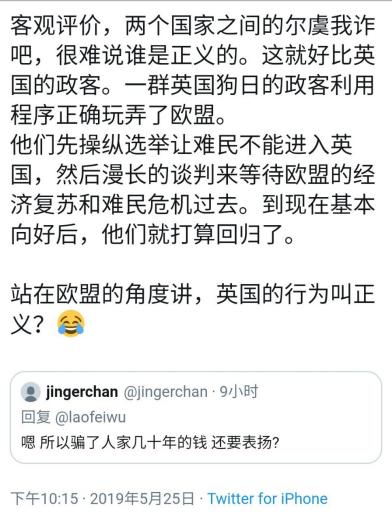 客观评价，两个国家之间的尔虞我诈
吧，很难说谁是正义的。这就好比英
国的政客。一群英国狗日的政客利用
程序正确玩弄了欧盟。
他们先操纵选举让难民不能进入英
国，然后漫长的谈判来等待欧盟的经
济复苏和难民危机过去。到现在基本
向好后，他们就打算回归了。
站在欧盟的角度讲，英国的行为叫正
义？😂
jingerchan @jingerchan · 9小时
回复 @laofeiwu
嗯 所以骗了人家几十年的钱 还要表扬?
下午10:15 · 2019年5月25日 · Twitter for iPhone